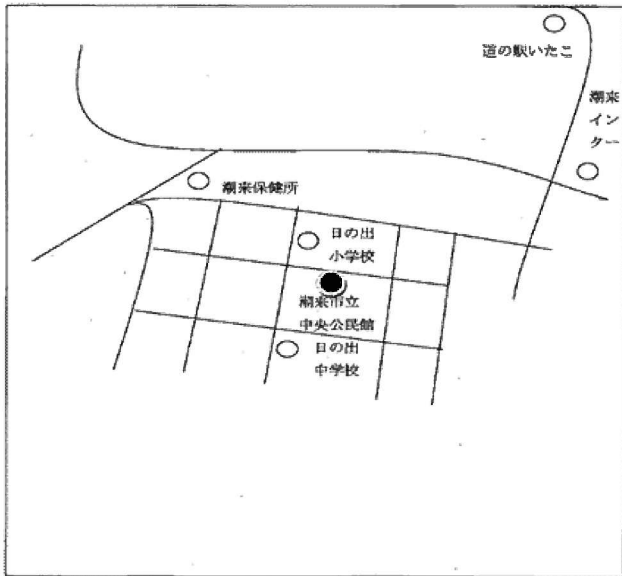 道の駅いたこ
潮来
イン
ター
潮来保健所
日の出
小学校
潮来市立
中央公民館
日の出
中学校